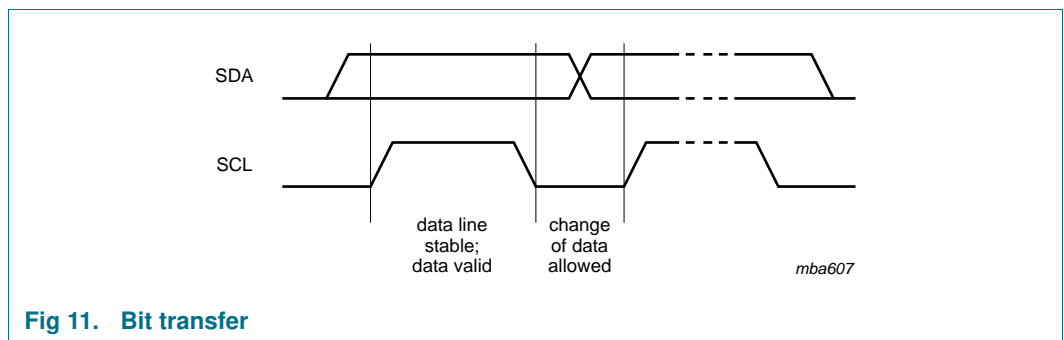 SDA
SCL
data line
stable;
data valid
change
of data
allowed
mba607
Fig 11. Bit transfer